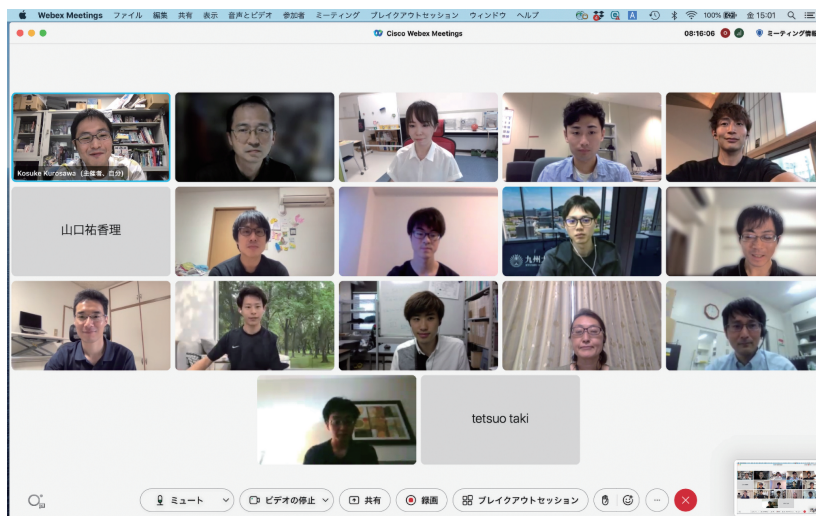 Webex Meetings ファイル 編集 共有 表示 音声とビデオ 参加者 ミーティング ブレイクアウトセッション ウィンドウ ヘルプ 100% 金 15:01
Cisco Webex Meetings
08:16:06 ミーティング情報
Kosuke Kurosawa (主催者、自分)
山口祐香理
九州
tetsuo taki
ミュート
ビデオの停止
共有
録画
ブレイクアウトセッション